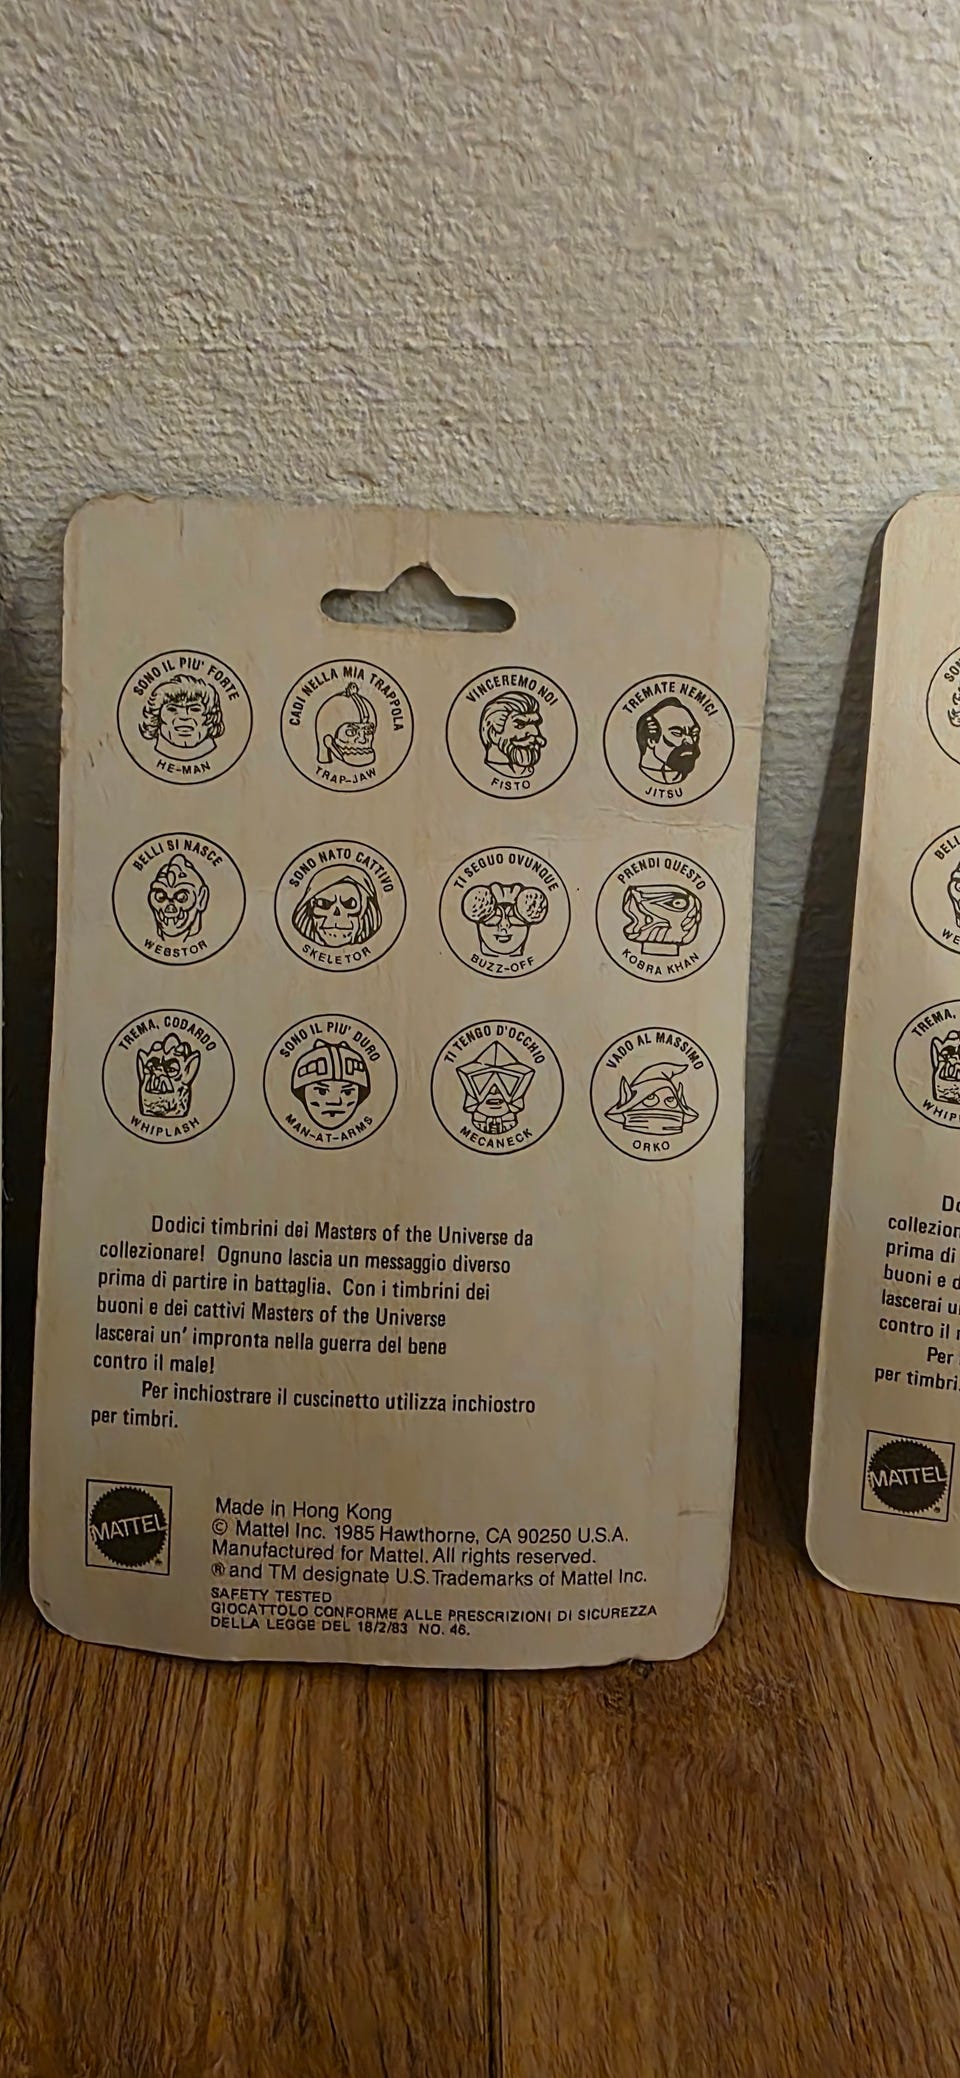 SONO IL PIU' FORTE
HE-MAN
CADI NELLA MIA TRAPPOLA
TRAP-JAW
VINCEREMO NOI
FISTO
TREMATE NEMICI
JITSU
BELLI SI NASCE
WEBSTOR
SONO NATO CATTIVO
SKELETOR
TI SEGUO OVUNQUE
BUZZ-OFF
PRENDI QUESTO
KOBRA KHAN
TREMA, CODARDO
WHIPLASH
SONO IL PIU' DURO
MAN-AT-ARMS
TI TENGO D'OCCHIO
MECANECK
VADO AL MASSIMO
ORKO
Dodici timbrini dei Masters of the Universe da
collezionare! Ognuno lascia un messaggio diverso
prima di partire in battaglia. Con i timbrini dei
buoni e dei cattivi Masters of the Universe
lascerai un' impronta nella guerra del bene
contro il male!
Per inchiostrare il cuscinetto utilizza inchiostro
per timbri.
MATTEL®
Made in Hong Kong
© Mattel Inc. 1985 Hawthorne, CA 90250 U.S.A.
Manufactured for Mattel. All rights reserved.
® and TM designate U.S. Trademarks of Mattel Inc.
SAFETY TESTED
GIOCATTOLO CONFORME ALLE PRESCRIZIONI DI SICUREZZA
DELLA LEGGE DEL 18/2/83 NO. 46.
TREMA,
collezion
prima di
buoni e d
lascerai u
contro il
Per
per timbri
MATTEL®